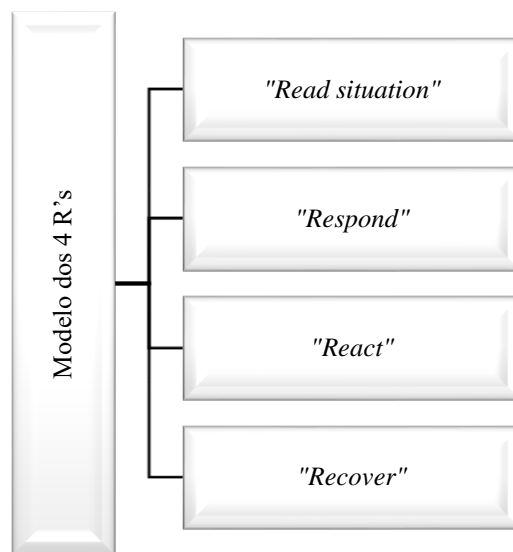 Modelo dos 4 R’s
"Read situation"
"Respond"
"React"
"Recover"